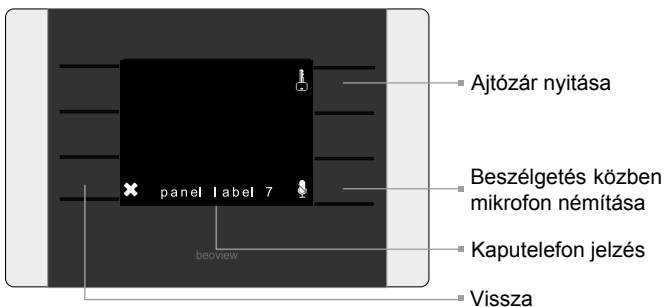 Ajtózár nyitása
panel label 7
Beszélgetés közben
mikrofon némítása
beoview
Kaputelefon jelzés
Vissza